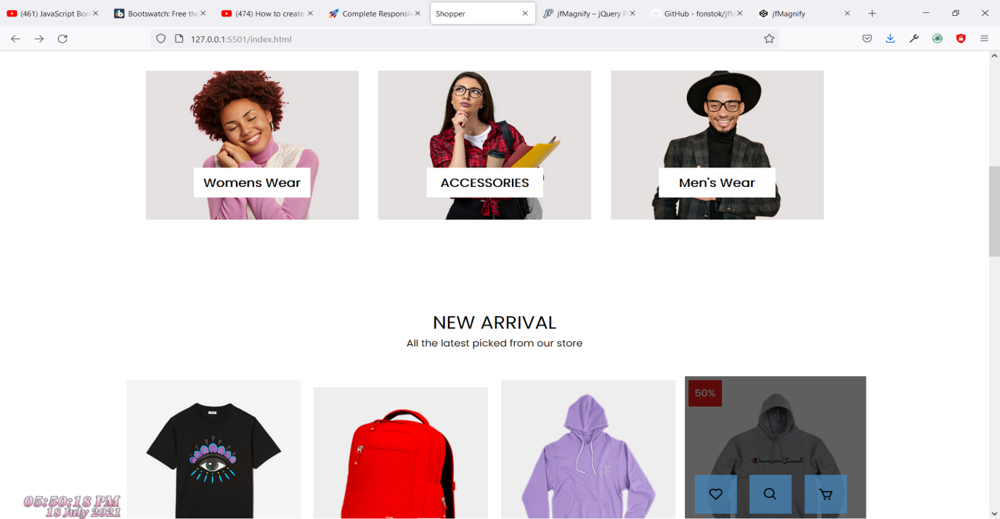 (461) JavaScript Boo
Bootswatch: Free the
(474) How to create
Complete Responsiv
Shopper
jfMagnify – jQuery P
GitHub - fonstok/jfM
jfMagnify
127.0.0.1:5501/index.html
Womens Wear
ACCESSORIES
Men's Wear
NEW ARRIVAL
All the latest picked from our store
50%
Champion Sound
05:50:18 PM
18 July 2021